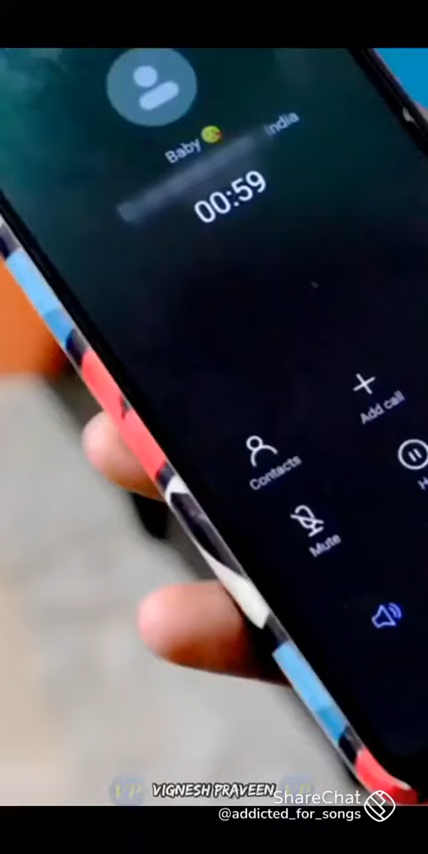 Baby
India
00:59
Add call
Contacts
H
Mute
VIGNESH PRAVEEN
ShareChat
@addicted_for_songs